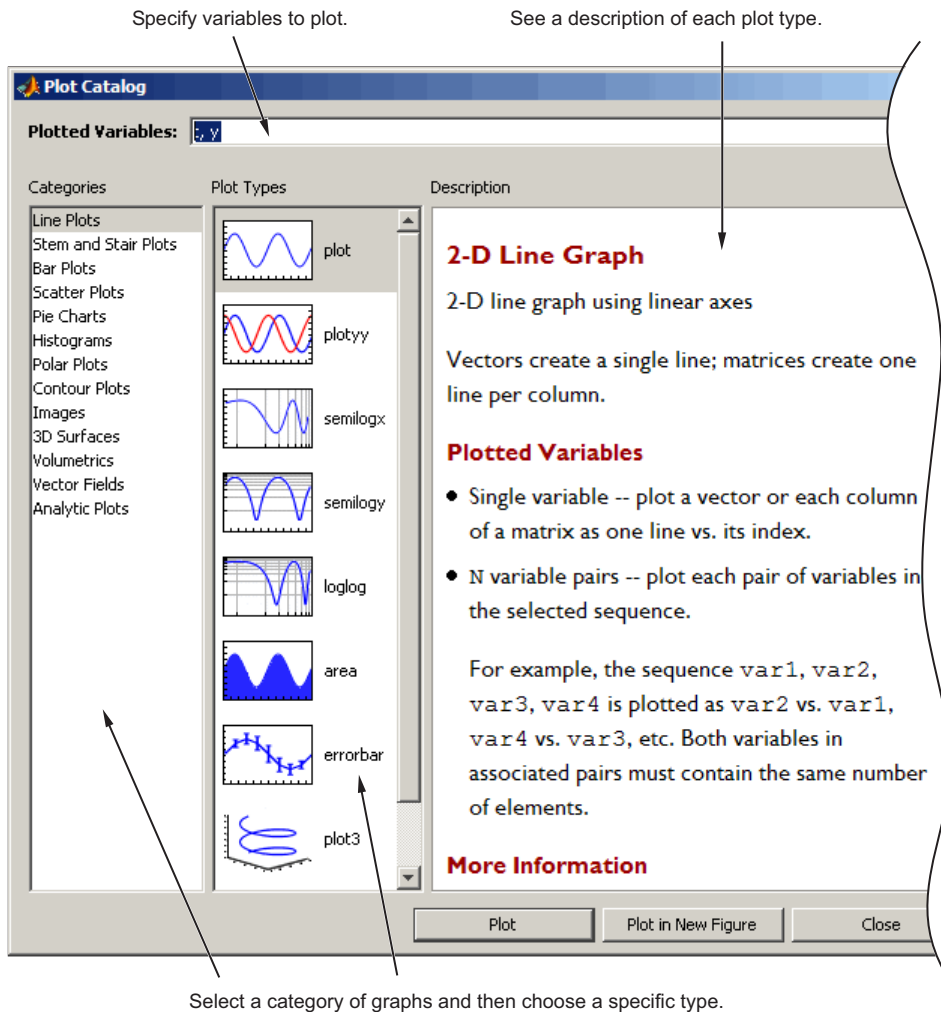 Specify variables to plot.
See a description of each plot type.
Plot Catalog
Plotted Variables:
:, y
Categories
Plot Types
Description
Line Plots
Stem and Stair Plots
Bar Plots
Scatter Plots
Pie Charts
Histograms
Polar Plots
Contour Plots
Images
3D Surfaces
Volumetrics
Vector Fields
Analytic Plots
plot
plotyy
semilogx
semilogy
loglog
area
errorbar
plot3
2-D Line Graph
2-D line graph using linear axes
Vectors create a single line; matrices create one
line per column.
Plotted Variables
• Single variable -- plot a vector or each column
of a matrix as one line vs. its index.
• N variable pairs -- plot each pair of variables in
the selected sequence.
For example, the sequence var1, var2,
var3, var4 is plotted as var2 vs. var1,
var4 vs. var3, etc. Both variables in
associated pairs must contain the same number
of elements.
More Information
Plot
Plot in New Figure
Close
Select a category of graphs and then choose a specific type.